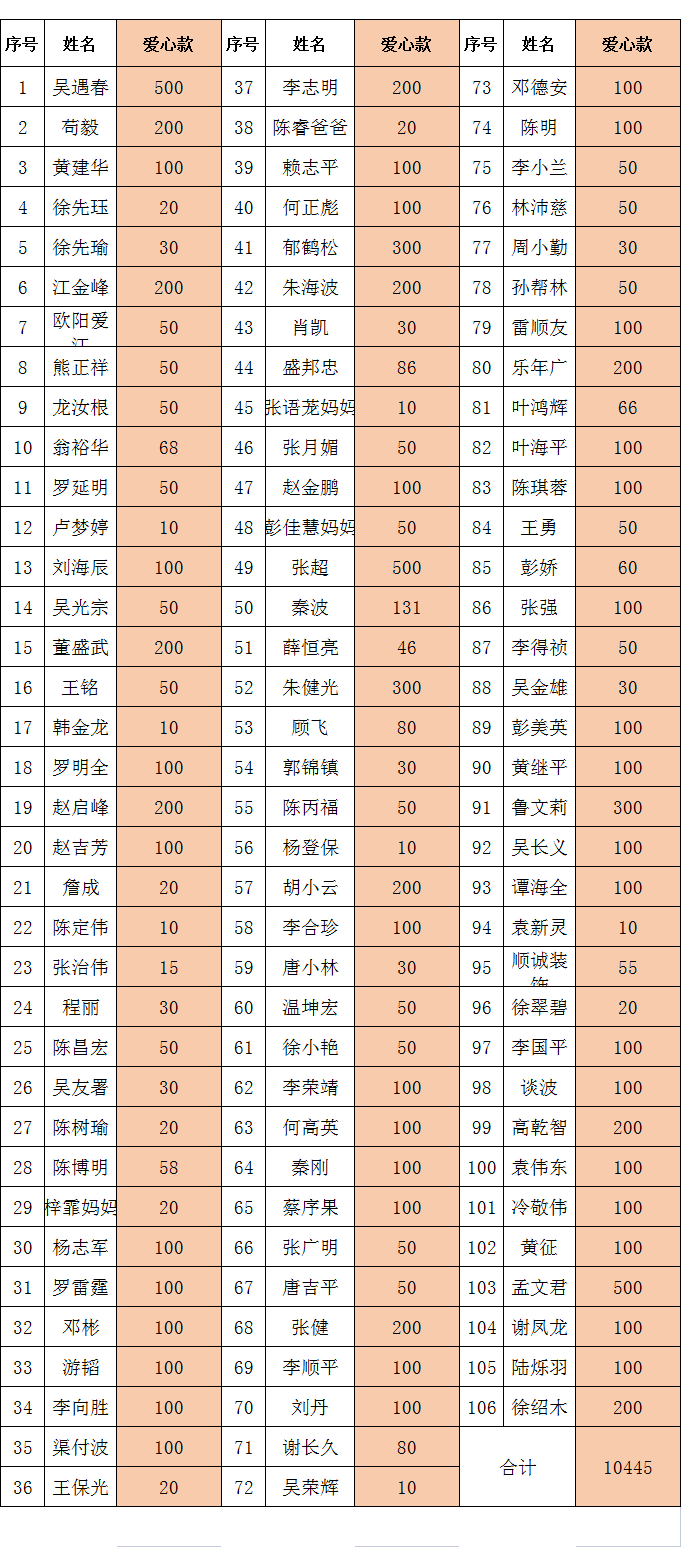 序号 姓名 爱心款 序号 姓名 爱心款 序号 姓名 爱心款
1 吴遇春 500 37 李志明 200 73 邓德安 100
2 苟毅 200 38 陈睿爸爸 20 74 陈明 100
3 黄建华 100 39 赖志平 100 75 李小兰 50
4 徐先珏 20 40 何正彪 100 76 林沛慈 50
5 徐先瑜 30 41 郁鹤松 300 77 周小勤 30
6 江金峰 200 42 朱海波 200 78 孙帮林 50
7 欧阳爱江 50 43 肖凯 30 79 雷顺友 100
8 熊正祥 50 44 盛邦忠 86 80 乐年广 200
9 龙汝根 50 45 张语茏妈妈 10 81 叶鸿辉 66
10 翁裕华 68 46 张月媚 50 82 叶海平 100
11 罗延明 50 47 赵金鹏 100 83 陈琪蓉 100
12 卢梦婷 10 48 彭佳慧妈妈 50 84 王勇 50
13 刘海辰 100 49 张超 500 85 彭娇 60
14 吴光宗 50 50 秦波 131 86 张强 100
15 董盛武 200 51 薛恒亮 46 87 李得祯 50
16 王铭 50 52 朱健光 300 88 吴金雄 30
17 韩金龙 10 53 顾飞 80 89 彭美英 100
18 罗明全 100 54 郭锦镇 30 90 黄继平 100
19 赵启峰 200 55 陈丙福 50 91 鲁文莉 300
20 赵吉芳 100 56 杨登保 10 92 吴长义 100
21 詹成 20 57 胡小云 200 93 谭海全 100
22 陈定伟 10 58 李合珍 100 94 袁新灵 10
23 张治伟 15 59 唐小林 30 95 顺诚装饰 55
24 程丽 30 60 温坤宏 50 96 徐翠碧 20
25 陈昌宏 50 61 徐小艳 50 97 李国平 100
26 吴友署 30 62 李荣靖 100 98 谈波 100
27 陈树瑜 20 63 何高英 100 99 高乾智 200
28 陈博明 58 64 秦刚 100 100 袁伟东 100
29 梓霏妈妈 20 65 蔡序果 100 101 冷敬伟 100
30 杨志军 100 66 张广明 50 102 黄征 100
31 罗雷霆 100 67 唐吉平 50 103 孟文君 500
32 邓彬 100 68 张健 200 104 谢凤龙 100
33 游韬 100 69 李顺平 100 105 陆烁羽 100
34 李向胜 100 70 刘丹 100 106 徐绍木 200
35 渠付波 100 71 谢长久 80 合计 10445
36 王保光 20 72 吴荣辉 10